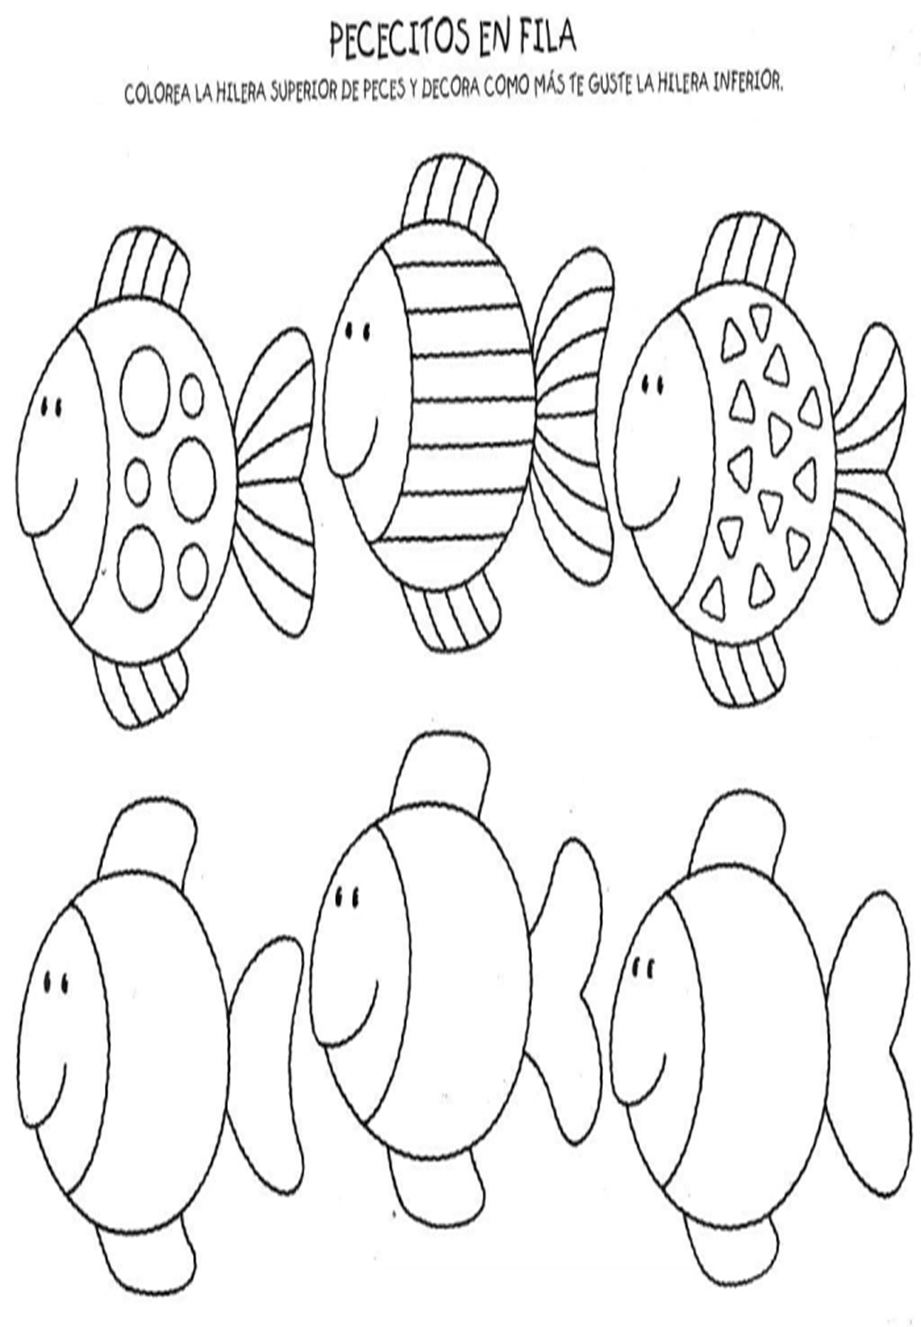 PECECITOS EN FILA
COLOREA LA HILERA SUPERIOR DE PECES Y DECORA COMO MÁS TE GUSTE LA HILERA INFERIOR.